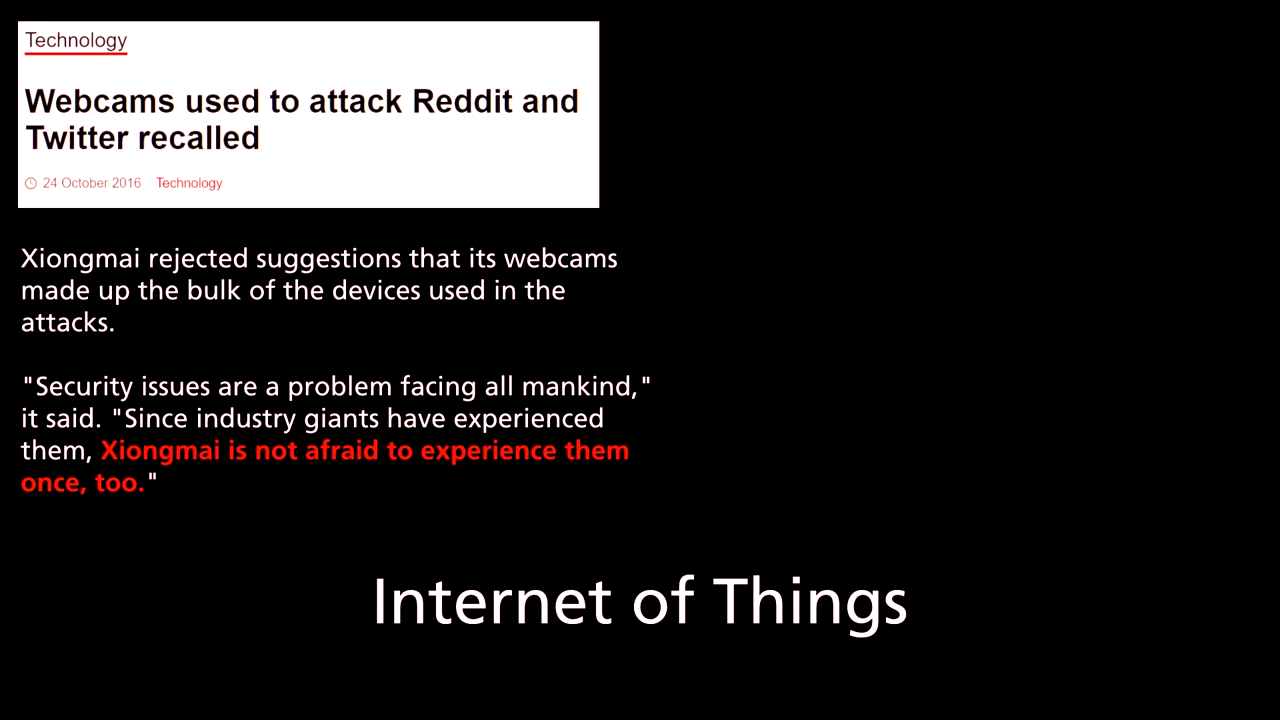 Technology
Webcams used to attack Reddit and
Twitter recalled
24 October 2016 Technology
Xiongmai rejected suggestions that its webcams
made up the bulk of the devices used in the
attacks.
"Security issues are a problem facing all mankind,"
it said. "Since industry giants have experienced
them, Xiongmai is not afraid to experience them
once, too."
Internet of Things